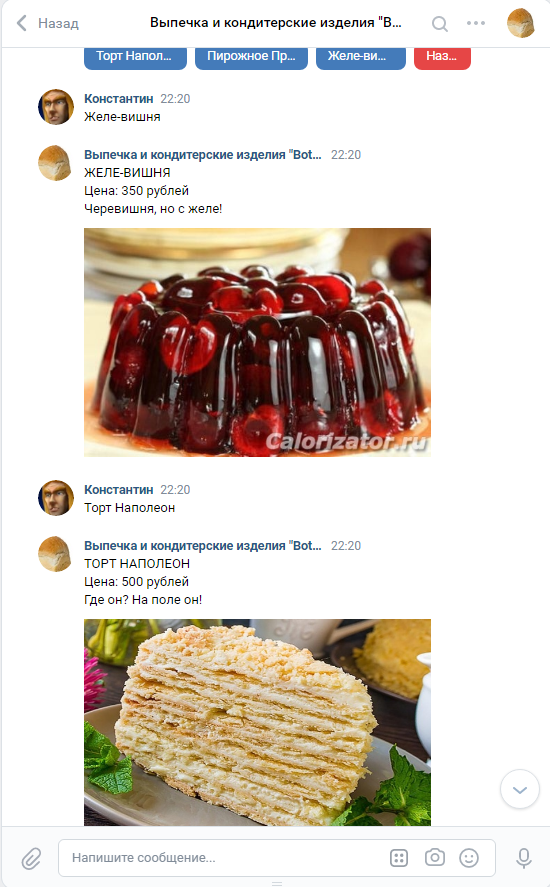 Назад
Выпечка и кондитерские изделия "В...
Торт Напол...
Пирожное Пр...
Желе-ви...
Наз...
Константин 22:20
Желе-вишня
Выпечка и кондитерские изделия "Bot... 22:20
ЖЕЛЕ-ВИШНЯ
Цена: 350 рублей
Черевишня, но с желе!
Calorizator.ru
Константин 22:20
Торт Наполеон
Выпечка и кондитерские изделия "Bot... 22:20
ТОРТ НАПОЛЕОН
Цена: 500 рублей
Где он? На поле он!
Напишите сообщение...